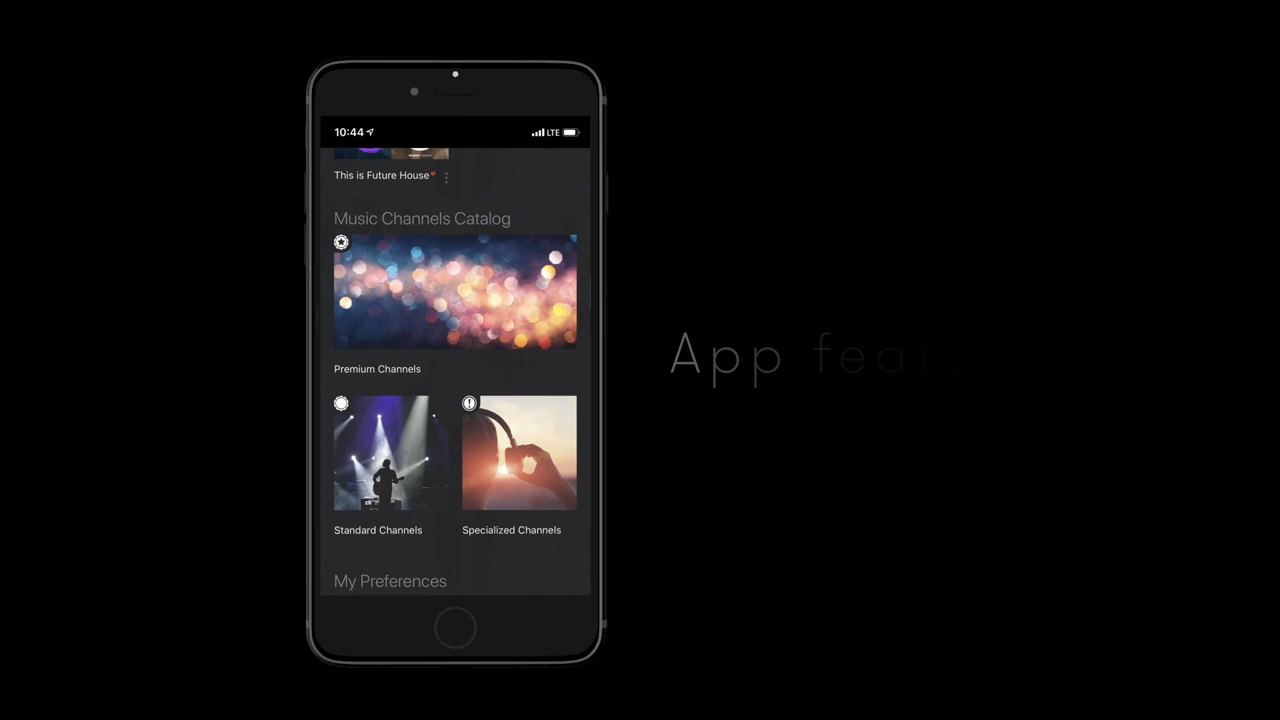 10:44
LTE
This is Future House
Music Channels Catalog
Premium Channels
Standard Channels
Specialized Channels
My Preferences
App featu